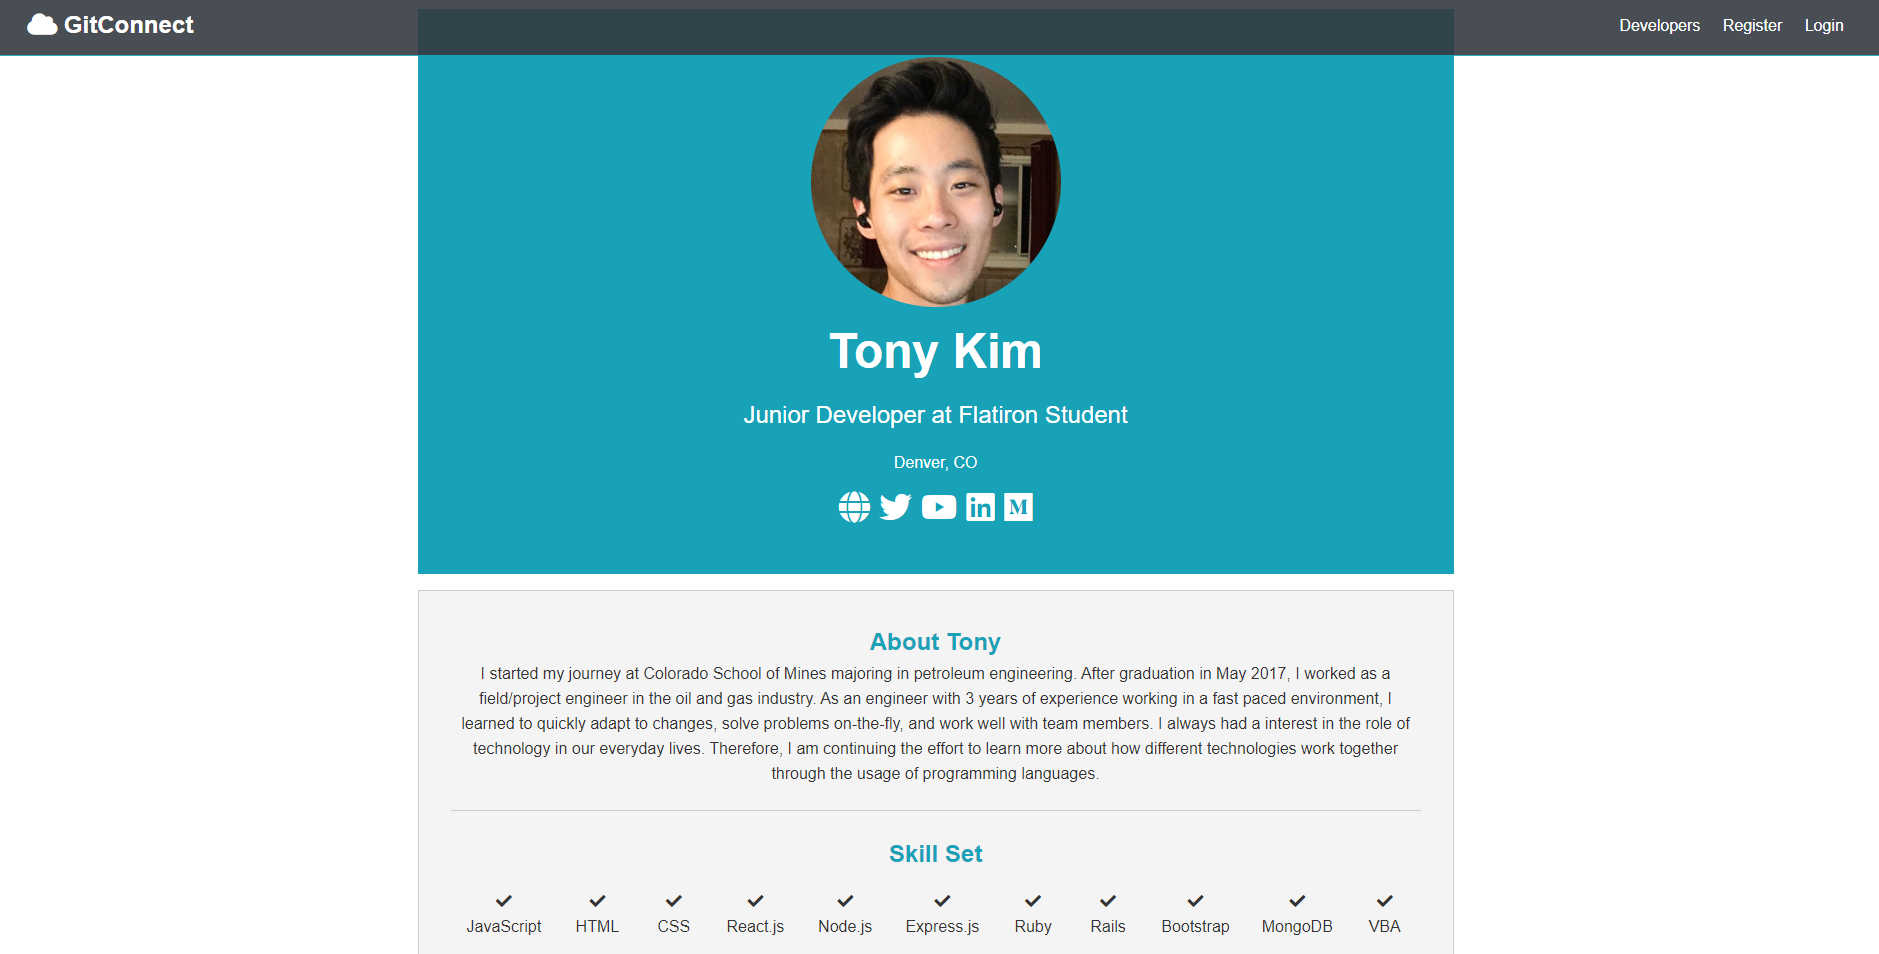 GitConnect
Developers Register Login
Tony Kim
Junior Developer at Flatiron Student
Denver, CO
in M
About Tony
I started my journey at Colorado School of Mines majoring in petroleum engineering. After graduation in May 2017, I worked as a
field/project engineer in the oil and gas industry. As an engineer with 3 years of experience working in a fast paced environment, I
learned to quickly adapt to changes, solve problems on-the-fly, and work well with team members. I always had a interest in the role of
technology in our everyday lives. Therefore, I am continuing the effort to learn more about how different technologies work together
through the usage of programming languages.
Skill Set
JavaScript HTML CSS React.js Node.js Express.js Ruby Rails Bootstrap MongoDB VBA